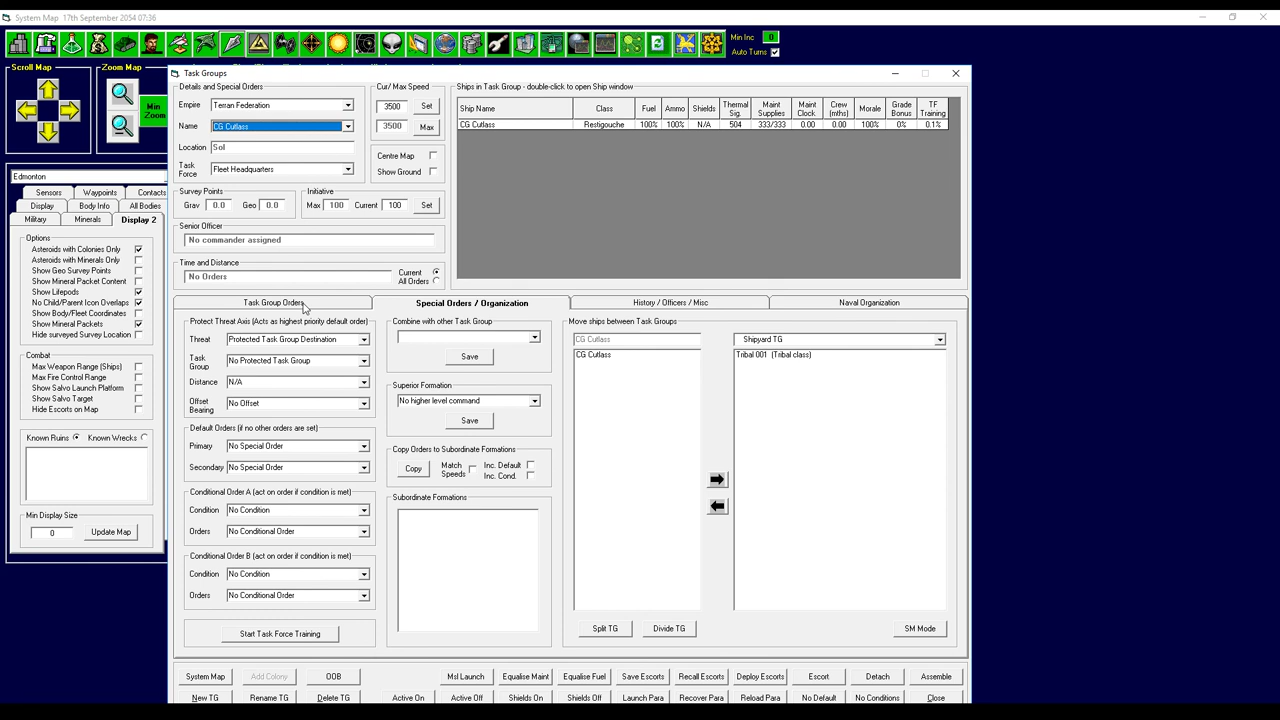 System Map   17th September 2054 07:36
Min Inc 0
Auto Turns
Scroll Map
Zoom Map
Min Zoom
Edmonton
Sensors Waypoints Contacts
Display Body Info All Bodies
Military Minerals Display 2
Options
Asteroids with Colonies Only
Asteroids with Minerals Only
Show Geo Survey Points
Show Mineral Packet Content
Show Lifepods
No Child/Parent Icon Overlaps
Show Body/Fleet Coordinates
Show Mineral Packets
Hide surveyed Survey Location
Combat
Max Weapon Range (Ships)
Max Fire Control Range
Show Salvo Launch Platform
Show Salvo Target
Hide Escorts on Map
Known Ruins Known Wrecks
Min Display Size
0 Update Map
Task Groups
Details and Special Orders
Empire Terran Federation
Name CG Cutlass
Location Sol
Task Force Fleet Headquarters
Cur/ Max Speed
3500 Set
3500 Max
Centre Map
Show Ground
Survey Points
Grav 0.0 Geo 0.0
Initiative
Max 100 Current 100 Set
Senior Officer
No commander assigned
Time and Distance
No Orders
Current
All Orders
Ships in Task Group - double-click to open Ship window
Ship Name Class Fuel Ammo Shields Thermal Sig. Maint Supplies Maint Clock Crew (mths) Morale Grade Bonus TF Training
CG Cutlass Restigouche 100% 100% N/A 504 333/333 0.00 0.00 100% 0% 0.1%
Task Group Orders Special Orders / Organization History / Officers / Misc Naval Organization
Protect Threat Axis (Acts as highest priority default order)
Threat Protected Task Group Destination
Task Group No Protected Task Group
Distance N/A
Offset Bearing No Offset
Default Orders (if no other orders are set)
Primary No Special Order
Secondary No Special Order
Conditional Order A (act on order if condition is met)
Condition No Condition
Orders No Conditional Order
Conditional Order B (act on order if condition is met)
Condition No Condition
Orders No Conditional Order
Start Task Force Training
Combine with other Task Group
Save
Superior Formation
No higher level command
Save
Copy Orders to Subordinate Formations
Copy Match Speeds Inc. Default
Inc. Cond.
Subordinate Formations
Move ships between Task Groups
CG Cutlass Shipyard TG
CG Cutlass Tribal 001 (Tribal class)
Split TG Divide TG SM Mode
System Map Add Colony OOB Msl Launch Equalise Maint Equalise Fuel Save Escorts Recall Escorts Deploy Escorts Escort Detach Assemble
New TG Rename TG Delete TG Active On Active Off Shields On Shields Off Launch Para Recover Para Reload Para No Default No Conditions Close